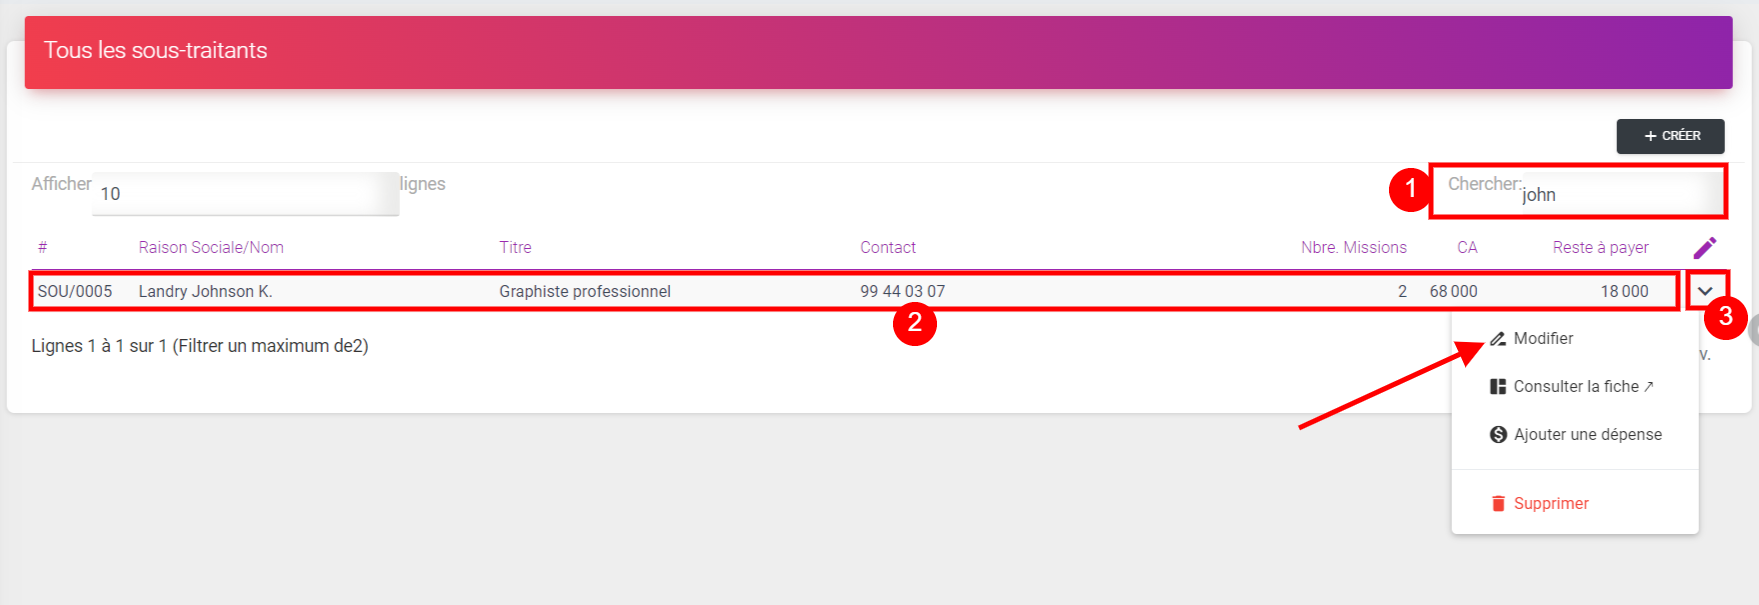 Tous les sous-traitants
+ CRÉER
Afficher 10 lignes
1 Chercher: john
# Raison Sociale/Nom Titre Contact Nbre. Missions CA Reste à payer
SOU/0005 Landry Johnson K. Graphiste professionnel 99 44 03 07 2 68 000 18 000
2
3
Lignes 1 à 1 sur 1 (Filtrer un maximum de2)
v.
Modifier
Consulter la fiche ↗
Ajouter une dépense
Supprimer